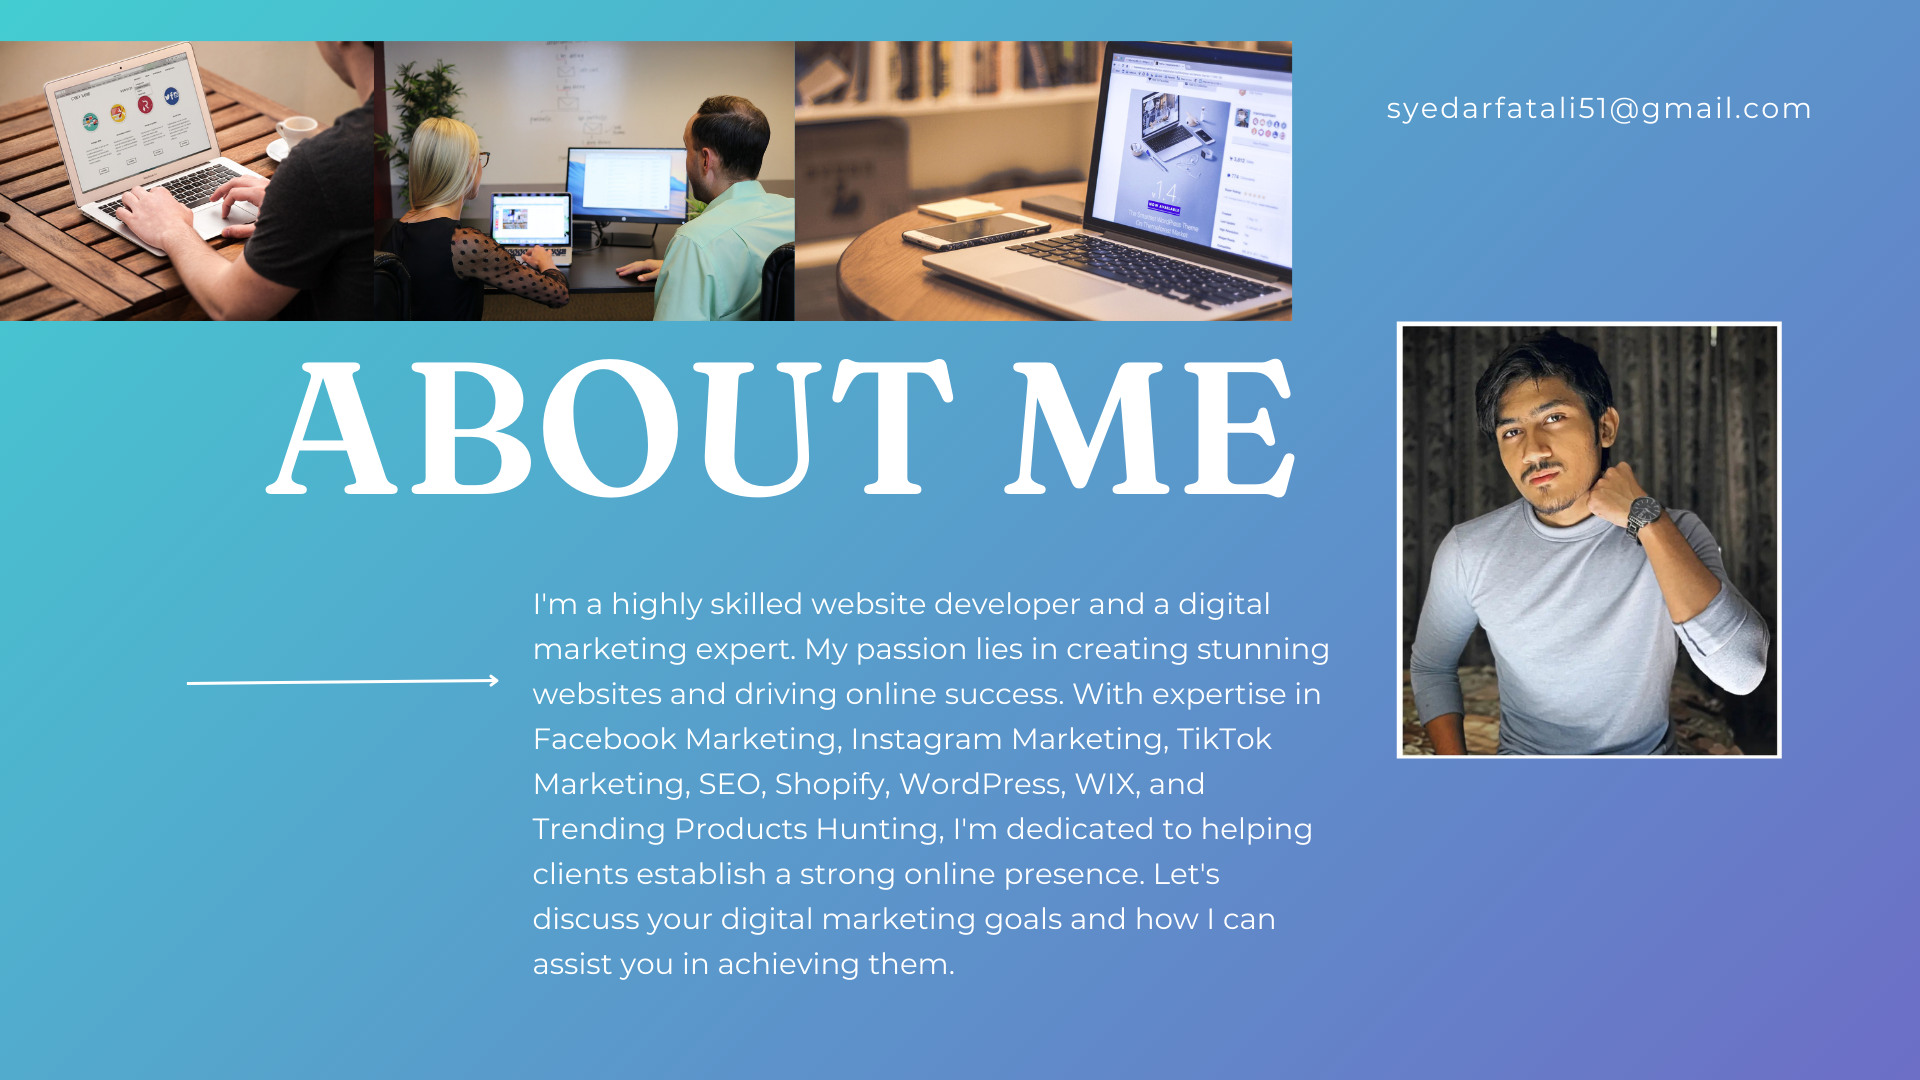 syedarfatali51@gmail.com
ABOUT ME
I'm a highly skilled website developer and a digital
marketing expert. My passion lies in creating stunning
websites and driving online success. With expertise in
Facebook Marketing, Instagram Marketing, TikTok
Marketing, SEO, Shopify, WordPress, WIX, and
Trending Products Hunting, I'm dedicated to helping
clients establish a strong online presence. Let's
discuss your digital marketing goals and how I can
assist you in achieving them.